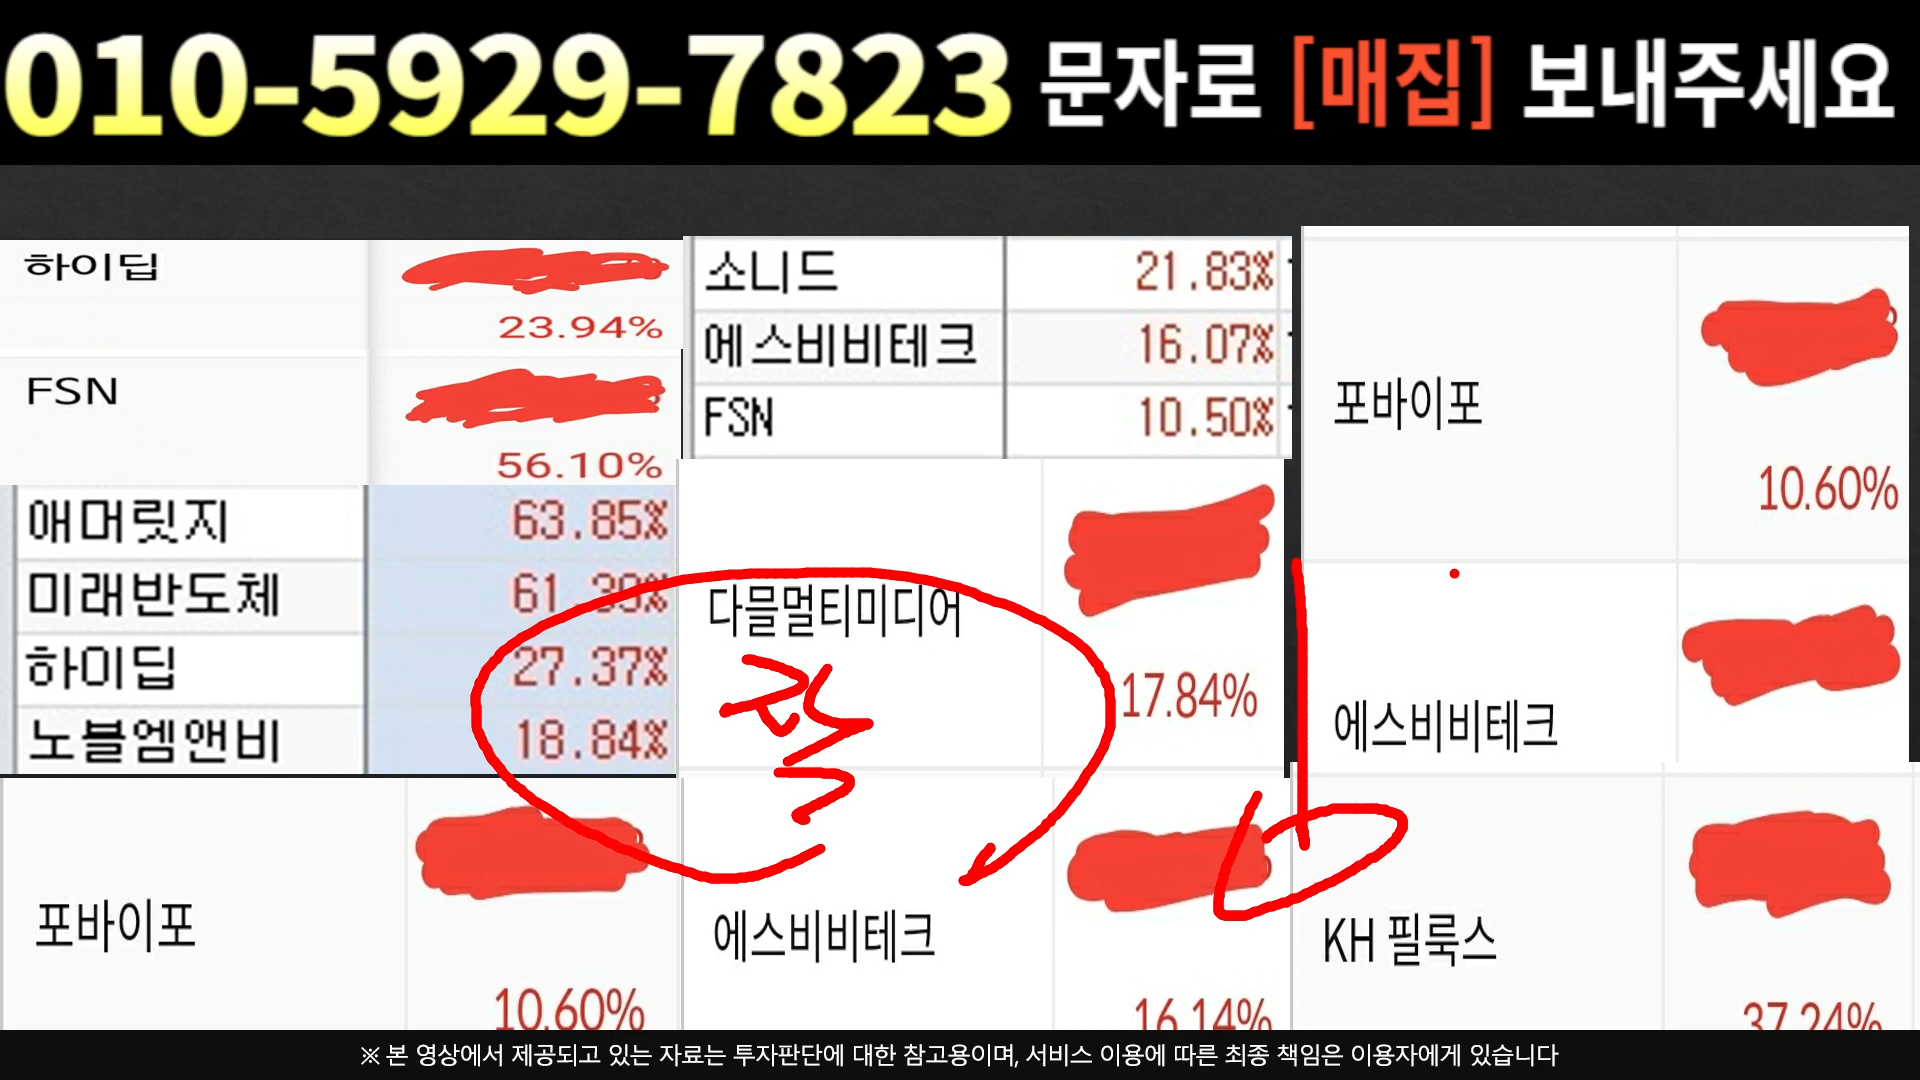 010-5929-7823 문자로 [매집] 보내주세요
하이딥
23.94%
FSN
56.10%
애머릿지 63.85%
미래반도체 61.39%
하이딥 27.37%
노블엠앤비 18.84%
소니드 21.83%
에스비비테크 16.07%
FSN 10.50%
다믈멀티미디어
17.84%
포바이포
10.60%
에스비비테크
포바이포
10.60%
에스비비테크
16.14%
KH 필룩스
37.24%
※ 본 영상에서 제공되고 있는 자료는 투자판단에 대한 참고용이며, 서비스 이용에 따른 최종 책임은 이용자에게 있습니다